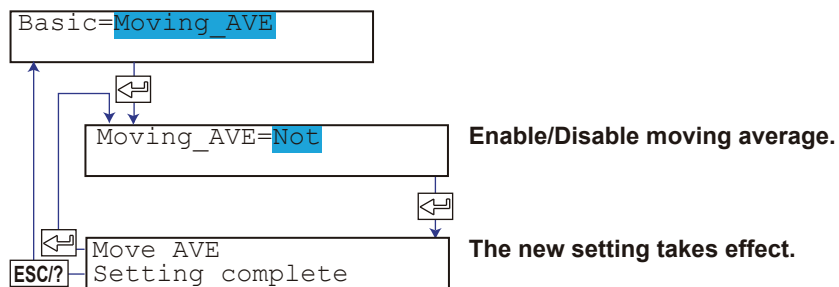 Basic=Moving_AVE
Moving_AVE=Not
Enable/Disable moving average.
Move AVE
Setting complete
The new setting takes effect.
ESC/?